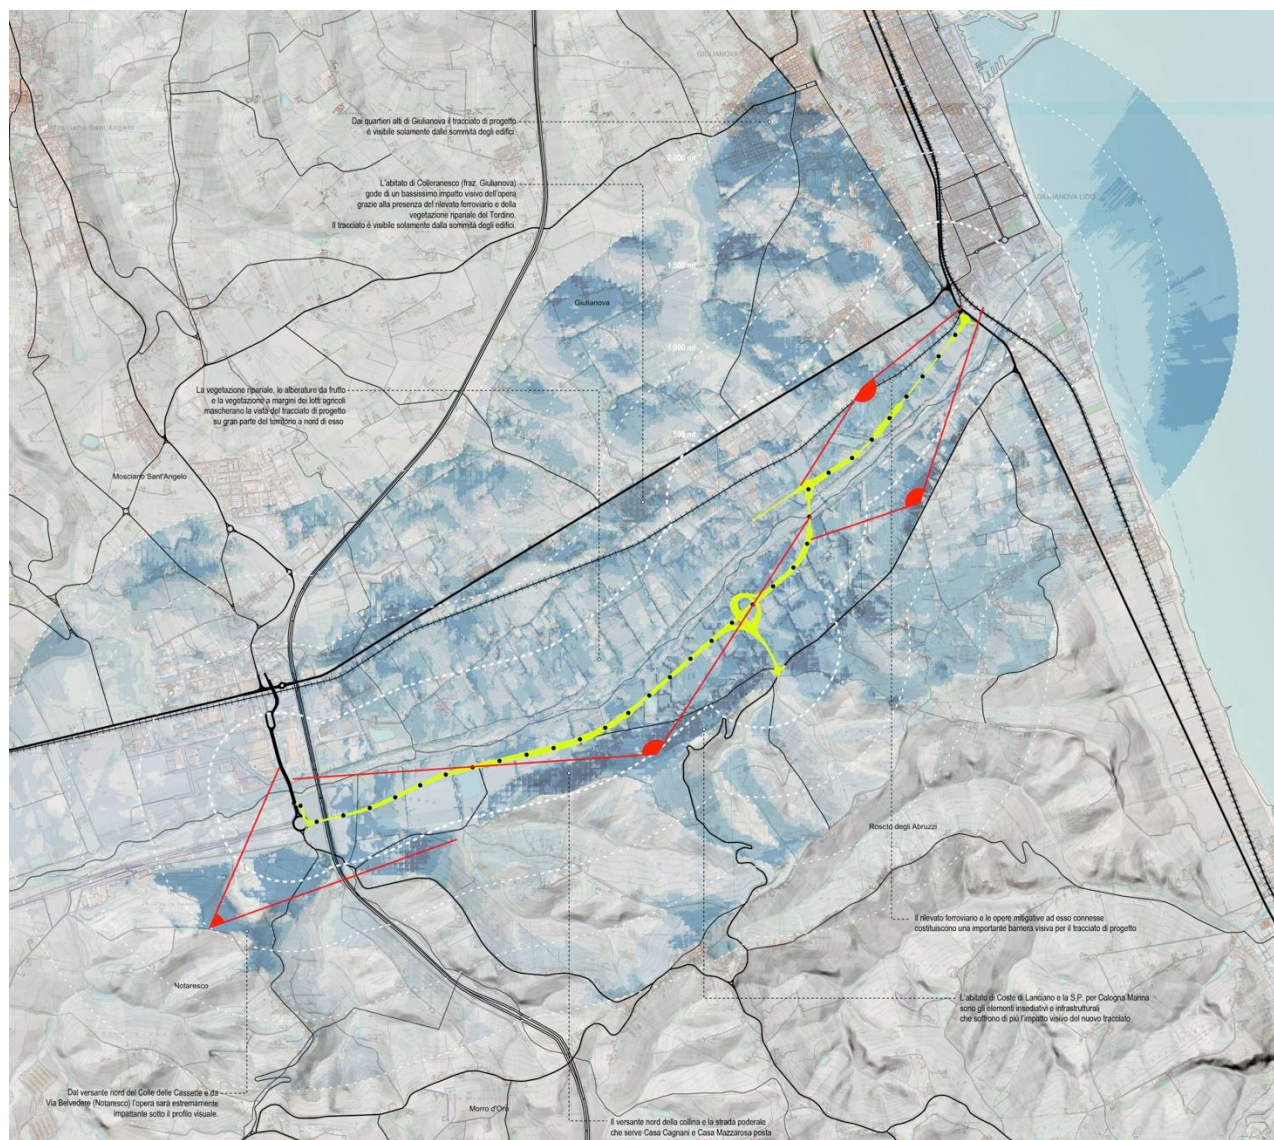 GIULIANOVA
Mosciano Sant'Angelo
Dai quartieri alti di Giulianova il tracciato di progetto
è visibile solamente dalle sommità degli edifici.
2.000 mt
L'abitato di Colleranesco (fraz. Giulianova)
gode di un bassissimo impatto visivo dell'opera
grazie alla presenza del rilevato ferroviario e della
vegetazione ripariale del Tordino.
Il tracciato è visibile solamente dalla sommità degli edifici.
GIULIANOVA LIDO
1.500 mt
Giulianova
1.000 mt
La vegetazione ripariale, le alberature da frutto
e la vegetazione a margini dei lotti agricoli
mascherano la vista del tracciato di progetto
su gran parte del territorio a nord di esso
500 mt
Mosciano Sant'Angelo
Roseto degli Abruzzi
Il rilevato ferroviario e le opere mitigative ad esso connesse
costituiscono una importante barriera visiva per il tracciato di progetto
Notaresco
L'abitato di Coste di Lanciano e la S.P. per Cologna Marina
sono gli elementi insediativi e infrastrutturali
che soffrono di più l'impatto visivo del nuovo tracciato
Dal versante nord del Colle delle Cassette e da
Via Belvedere (Notaresco) l'opera sarà estremamente
impattante sotto il profilo visuale.
Morro d'Oro
Il versante nord della collina e la strada poderale
che serve Casa Cagnani e Casa Mazzarosa posta